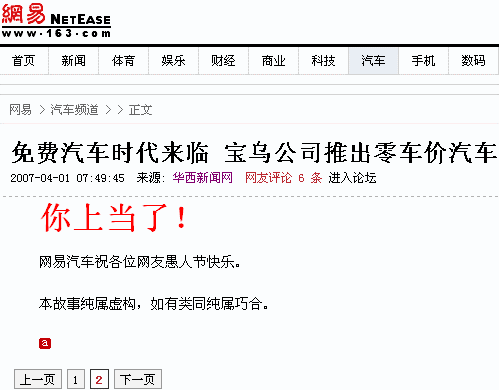 網易 NETEASE
www.163.com
首页 新闻 体育 娱乐 财经 商业 科技 汽车 手机 数码
网易 > 汽车频道 > > 正文
免费汽车时代来临 宝乌公司推出零车价汽车
2007-04-01 07:49:45 来源: 华西新闻网 网友评论 6 条 进入论坛
你上当了！
网易汽车祝各位网友愚人节快乐。
本故事纯属虚构，如有类同纯属巧合。
a
上一页 1 2 下一页